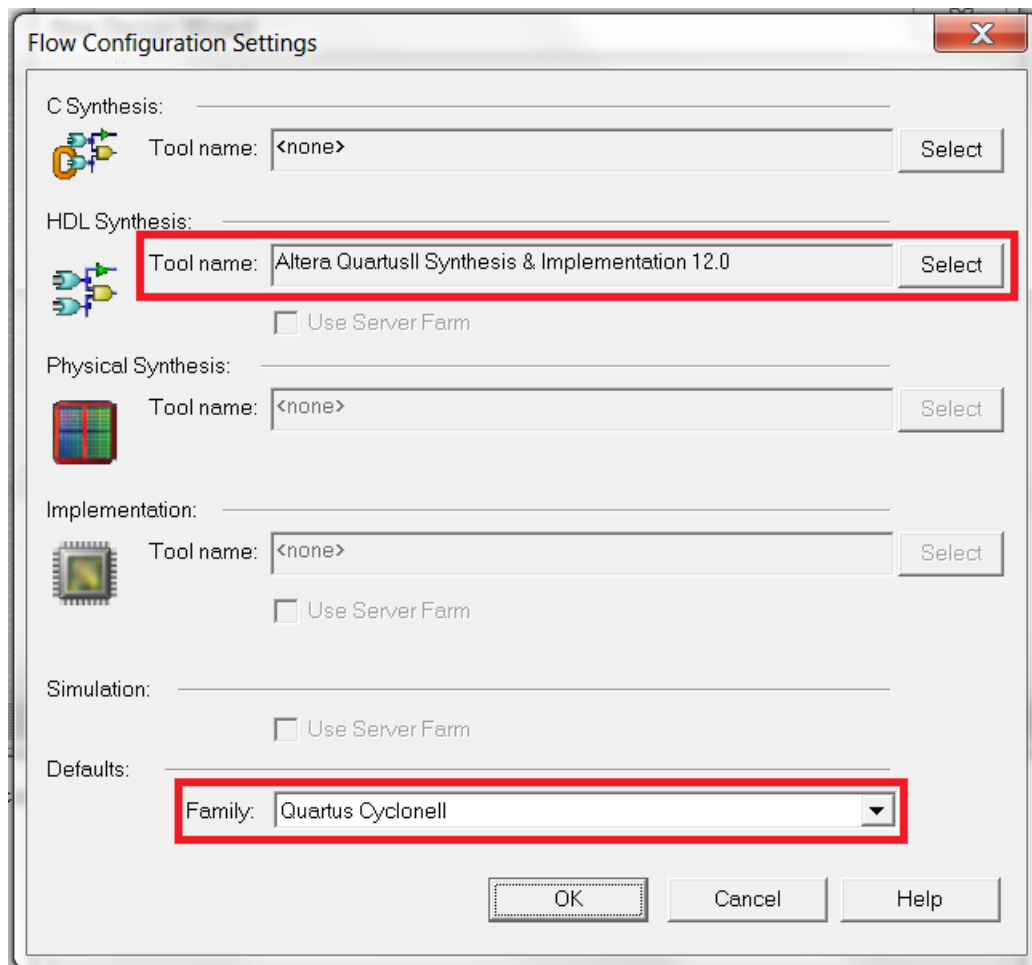 Flow Configuration Settings
C Synthesis:
Tool name: <none> Select
HDL Synthesis:
Tool name: Altera QuartusII Synthesis & Implementation 12.0 Select
Use Server Farm
Physical Synthesis:
Tool name: <none> Select
Implementation:
Tool name: <none> Select
Use Server Farm
Simulation:
Use Server Farm
Defaults:
Family: Quartus CycloneII
OK Cancel Help